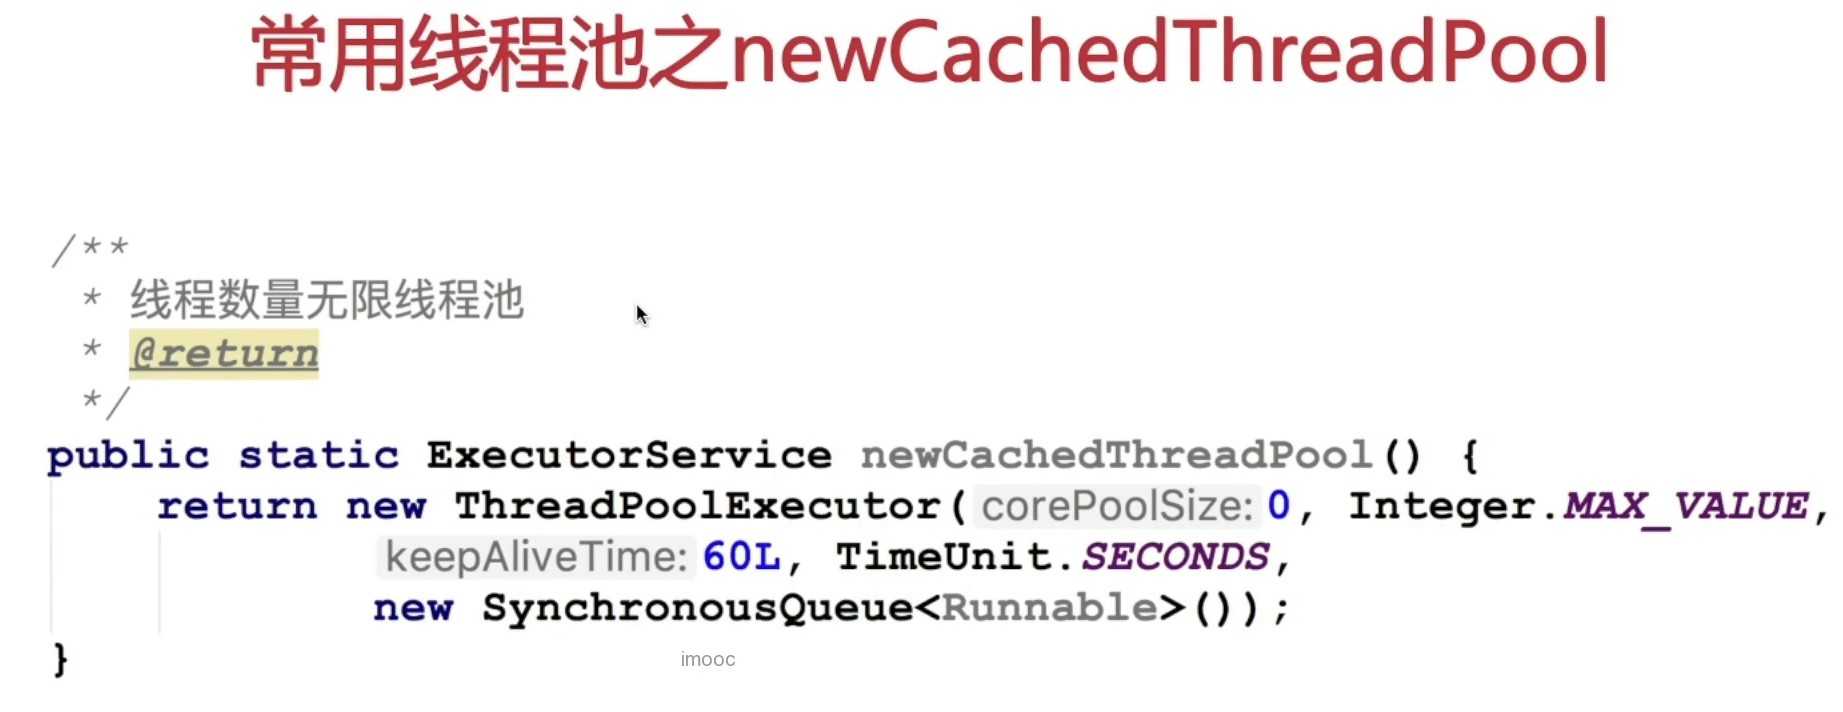 常用线程池之newCachedThreadPool
/**
* 线程数量无限线程池
* @return
*/
public static ExecutorService newCachedThreadPool() {
return new ThreadPoolExecutor( corePoolSize: 0, Integer.MAX_VALUE,
keepAliveTime: 60L, TimeUnit.SECONDS,
new SynchronousQueue<Runnable>());
}
imooc